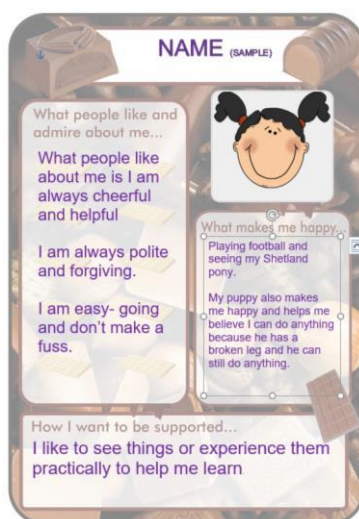 NAME (SAMPLE)
What people like and
admire about me...
What people like
about me is I am
always cheerful
and helpful
I am always polite
and forgiving.
I am easy- going
and don't make a
fuss.
What makes me happy...
Playing football and
seeing my Shetland
pony.
My puppy also makes
me happy and helps me
believe I can do anything
because he has a
broken leg and he can
still do anything.
How I want to be supported...
I like to see things or experience them
practically to help me learn